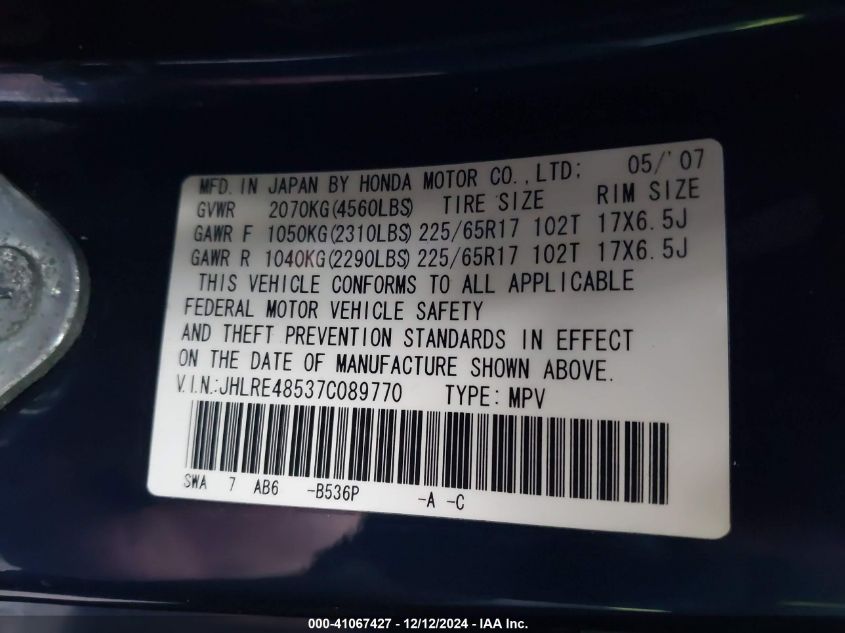 MFD. IN JAPAN BY HONDA MOTOR CO., LTD; 05/'07
GVWR 2070KG(4560LBS) TIRE SIZE RIM SIZE
GAWR F 1050KG(2310LBS) 225/65R17 102T 17X6.5J
GAWR R 1040KG(2290LBS) 225/65R17 102T 17X6.5J
THIS VEHICLE CONFORMS TO ALL APPLICABLE
FEDERAL MOTOR VEHICLE SAFETY
AND THEFT PREVENTION STANDARDS IN EFFECT
ON THE DATE OF MANUFACTURE SHOWN ABOVE.
V.I.N.:JHLRE48537C089770 TYPE: MPV
SWA 7 AB6 -B536P -A -C
000-41067427 - 12/12/2024 - IAA, Inc.